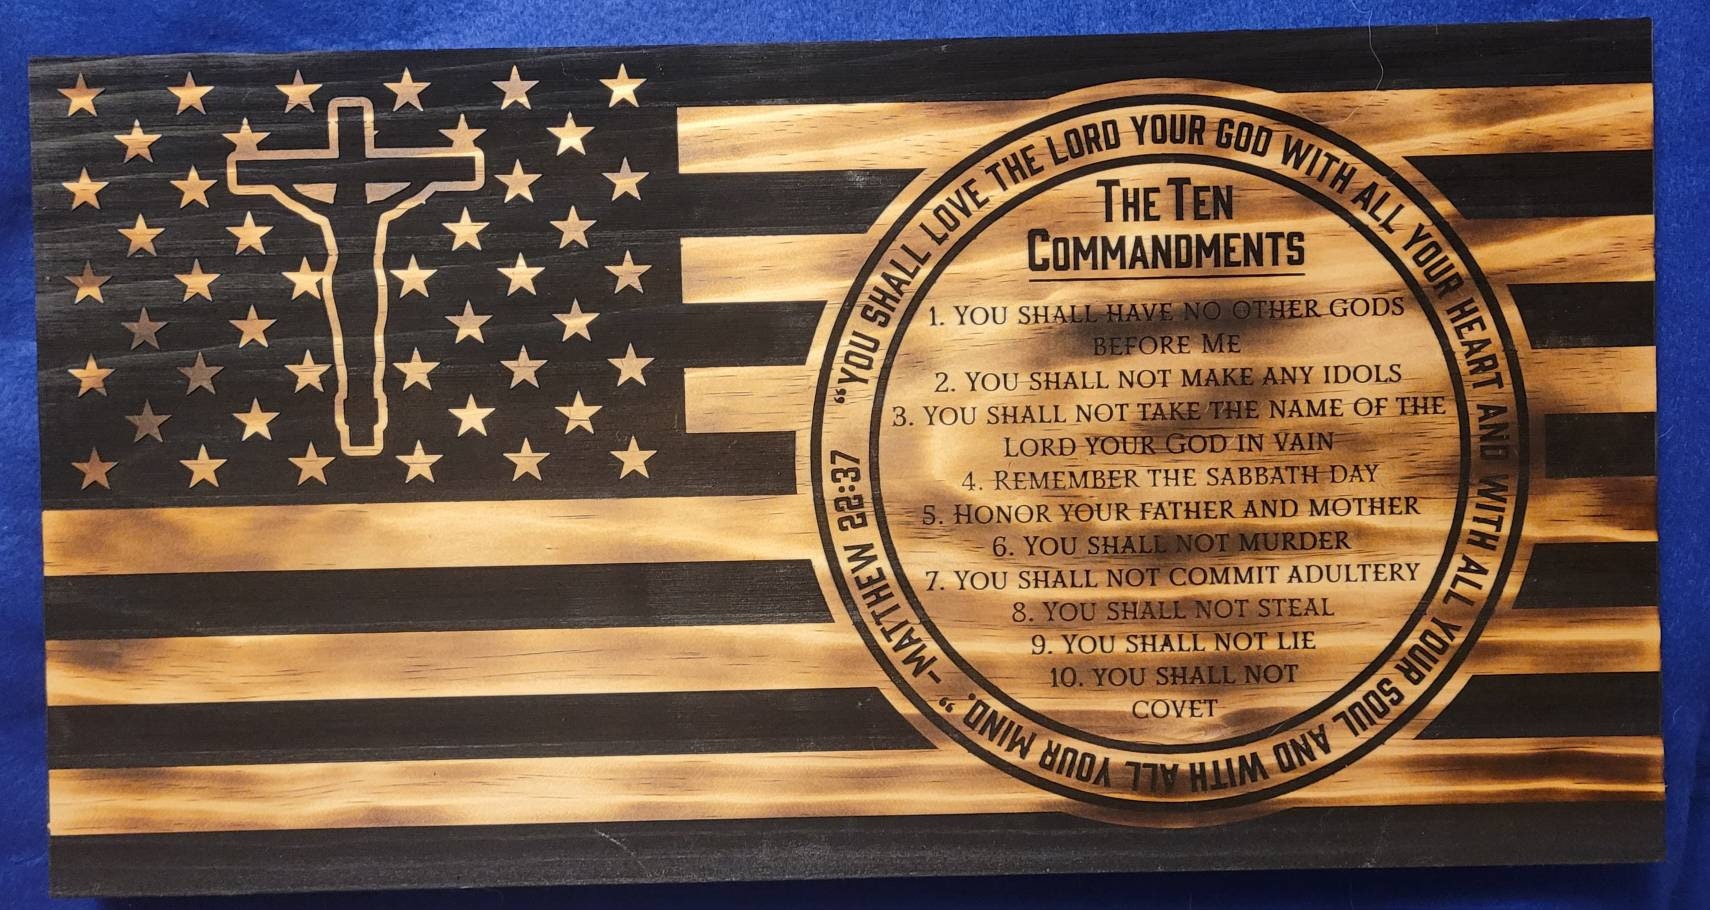 "YOU SHALL LOVE THE LORD YOUR GOD WITH ALL YOUR HEART AND WITH ALL YOUR SOUL AND WITH ALL YOUR MIND." -MATTHEW 22:37
THE TEN
COMMANDMENTS
1. YOU SHALL HAVE NO OTHER GODS
BEFORE ME
2. YOU SHALL NOT MAKE ANY IDOLS
3. YOU SHALL NOT TAKE THE NAME OF THE
LORD YOUR GOD IN VAIN
4. REMEMBER THE SABBATH DAY
5. HONOR YOUR FATHER AND MOTHER
6. YOU SHALL NOT MURDER
7. YOU SHALL NOT COMMIT ADULTERY
8. YOU SHALL NOT STEAL
9. YOU SHALL NOT LIE
10. YOU SHALL NOT
COVET